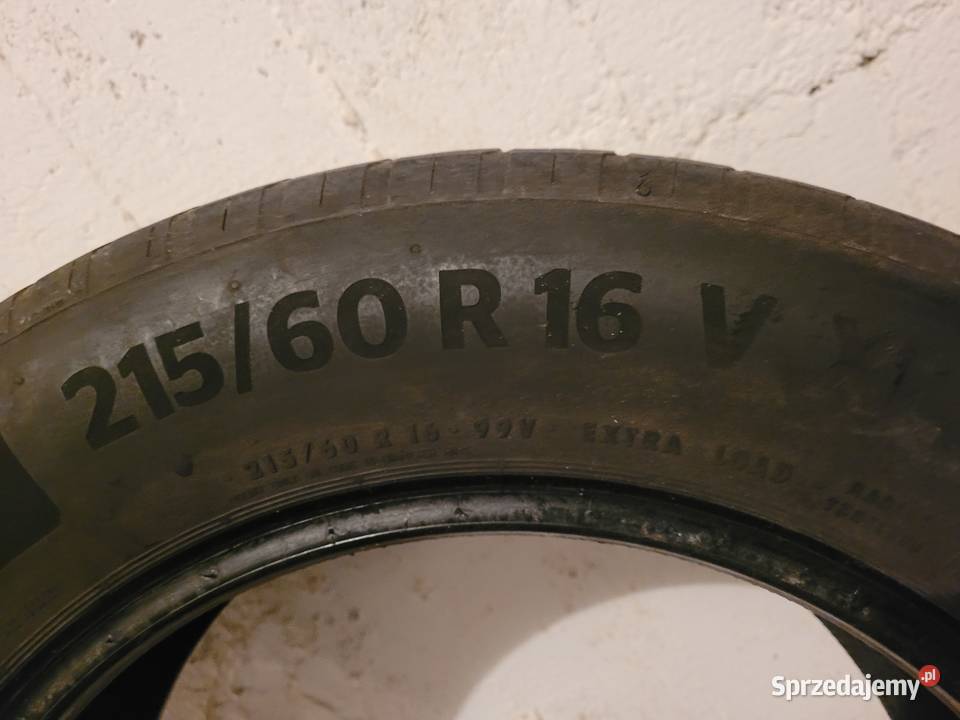 215/60 R 16 V
215/60 R 16 - 99V EXTRA LOAD
Sprzedajemy.pl